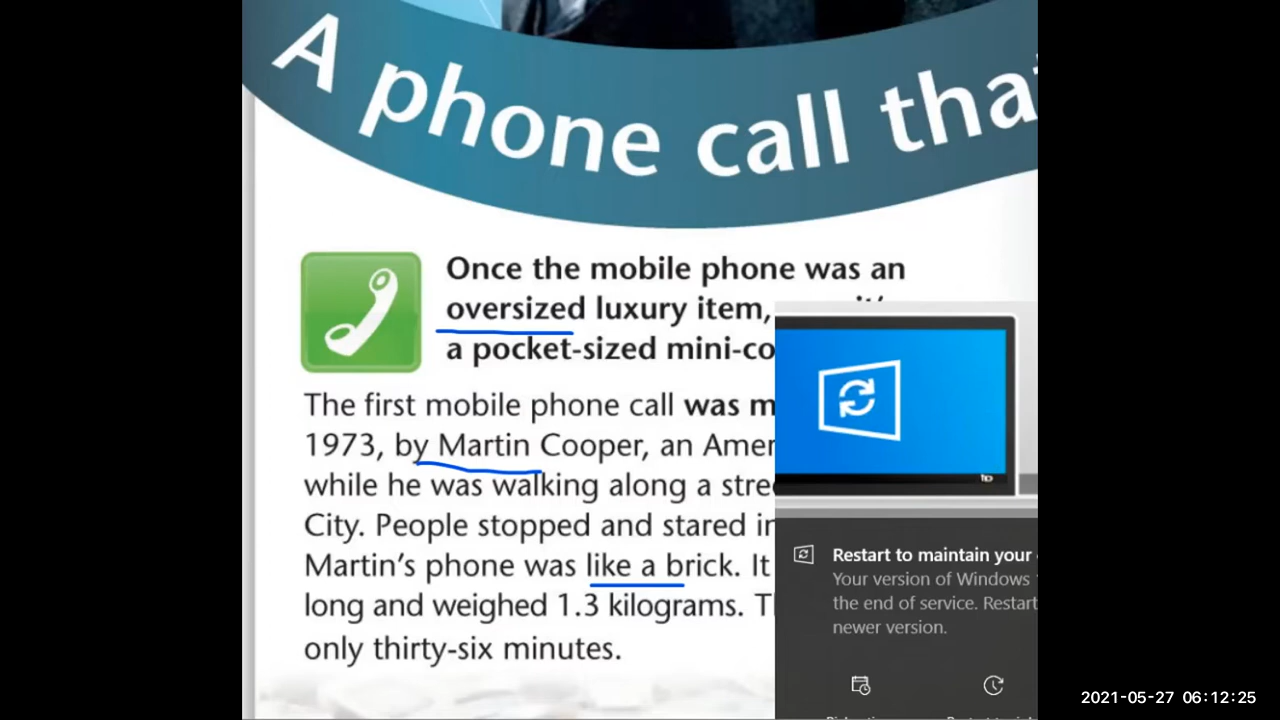 A phone call that
Once the mobile phone was an
oversized luxury item,
a pocket-sized mini-co
The first mobile phone call was m
1973, by Martin Cooper, an Amer
while he was walking along a stre
City. People stopped and stared in
Martin's phone was like a brick. It
long and weighed 1.3 kilograms. T
only thirty-six minutes.
Restart to maintain your
Your version of Windows
the end of service. Restart
newer version.
2021-05-27 06:12:25